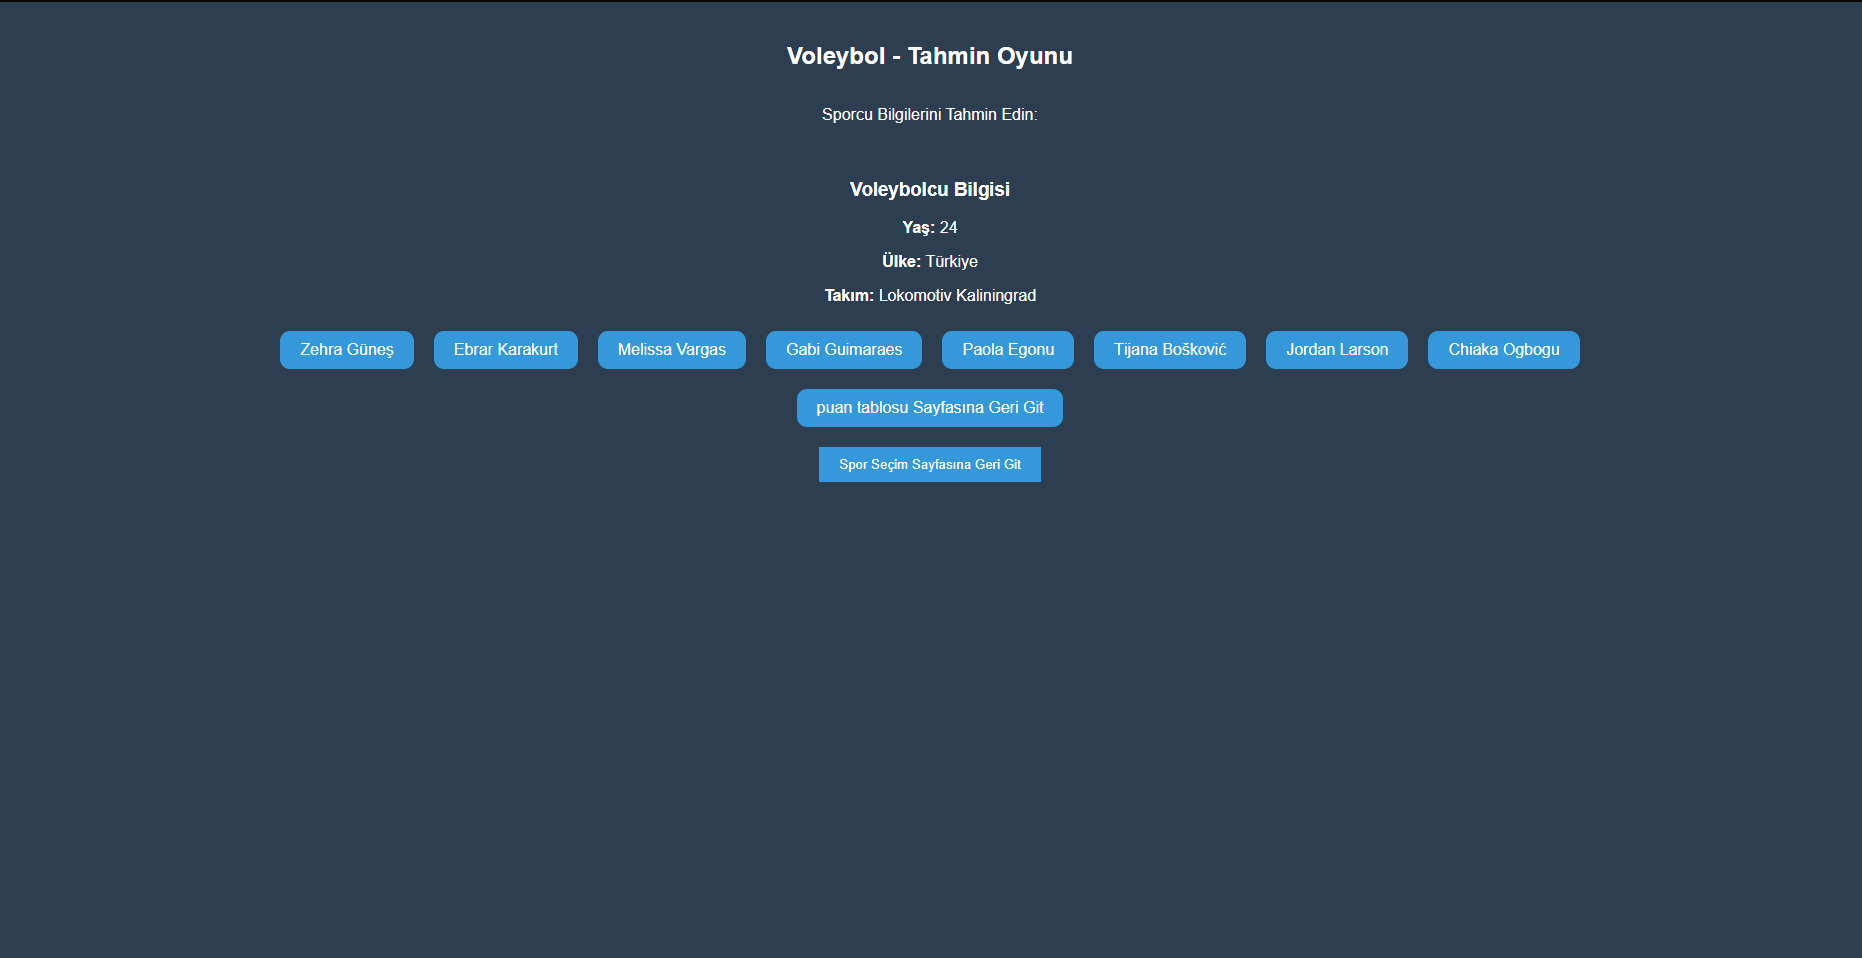 Voleybol - Tahmin Oyunu
Sporcu Bilgilerini Tahmin Edin:
Voleybolcu Bilgisi
Yaş: 24
Ülke: Türkiye
Takım: Lokomotiv Kaliningrad
Zehra Güneş Ebrar Karakurt Melissa Vargas Gabi Guimaraes Paola Egonu Tijana Bošković Jordan Larson Chiaka Ogbogu
puan tablosu Sayfasına Geri Git
Spor Seçim Sayfasına Geri Git